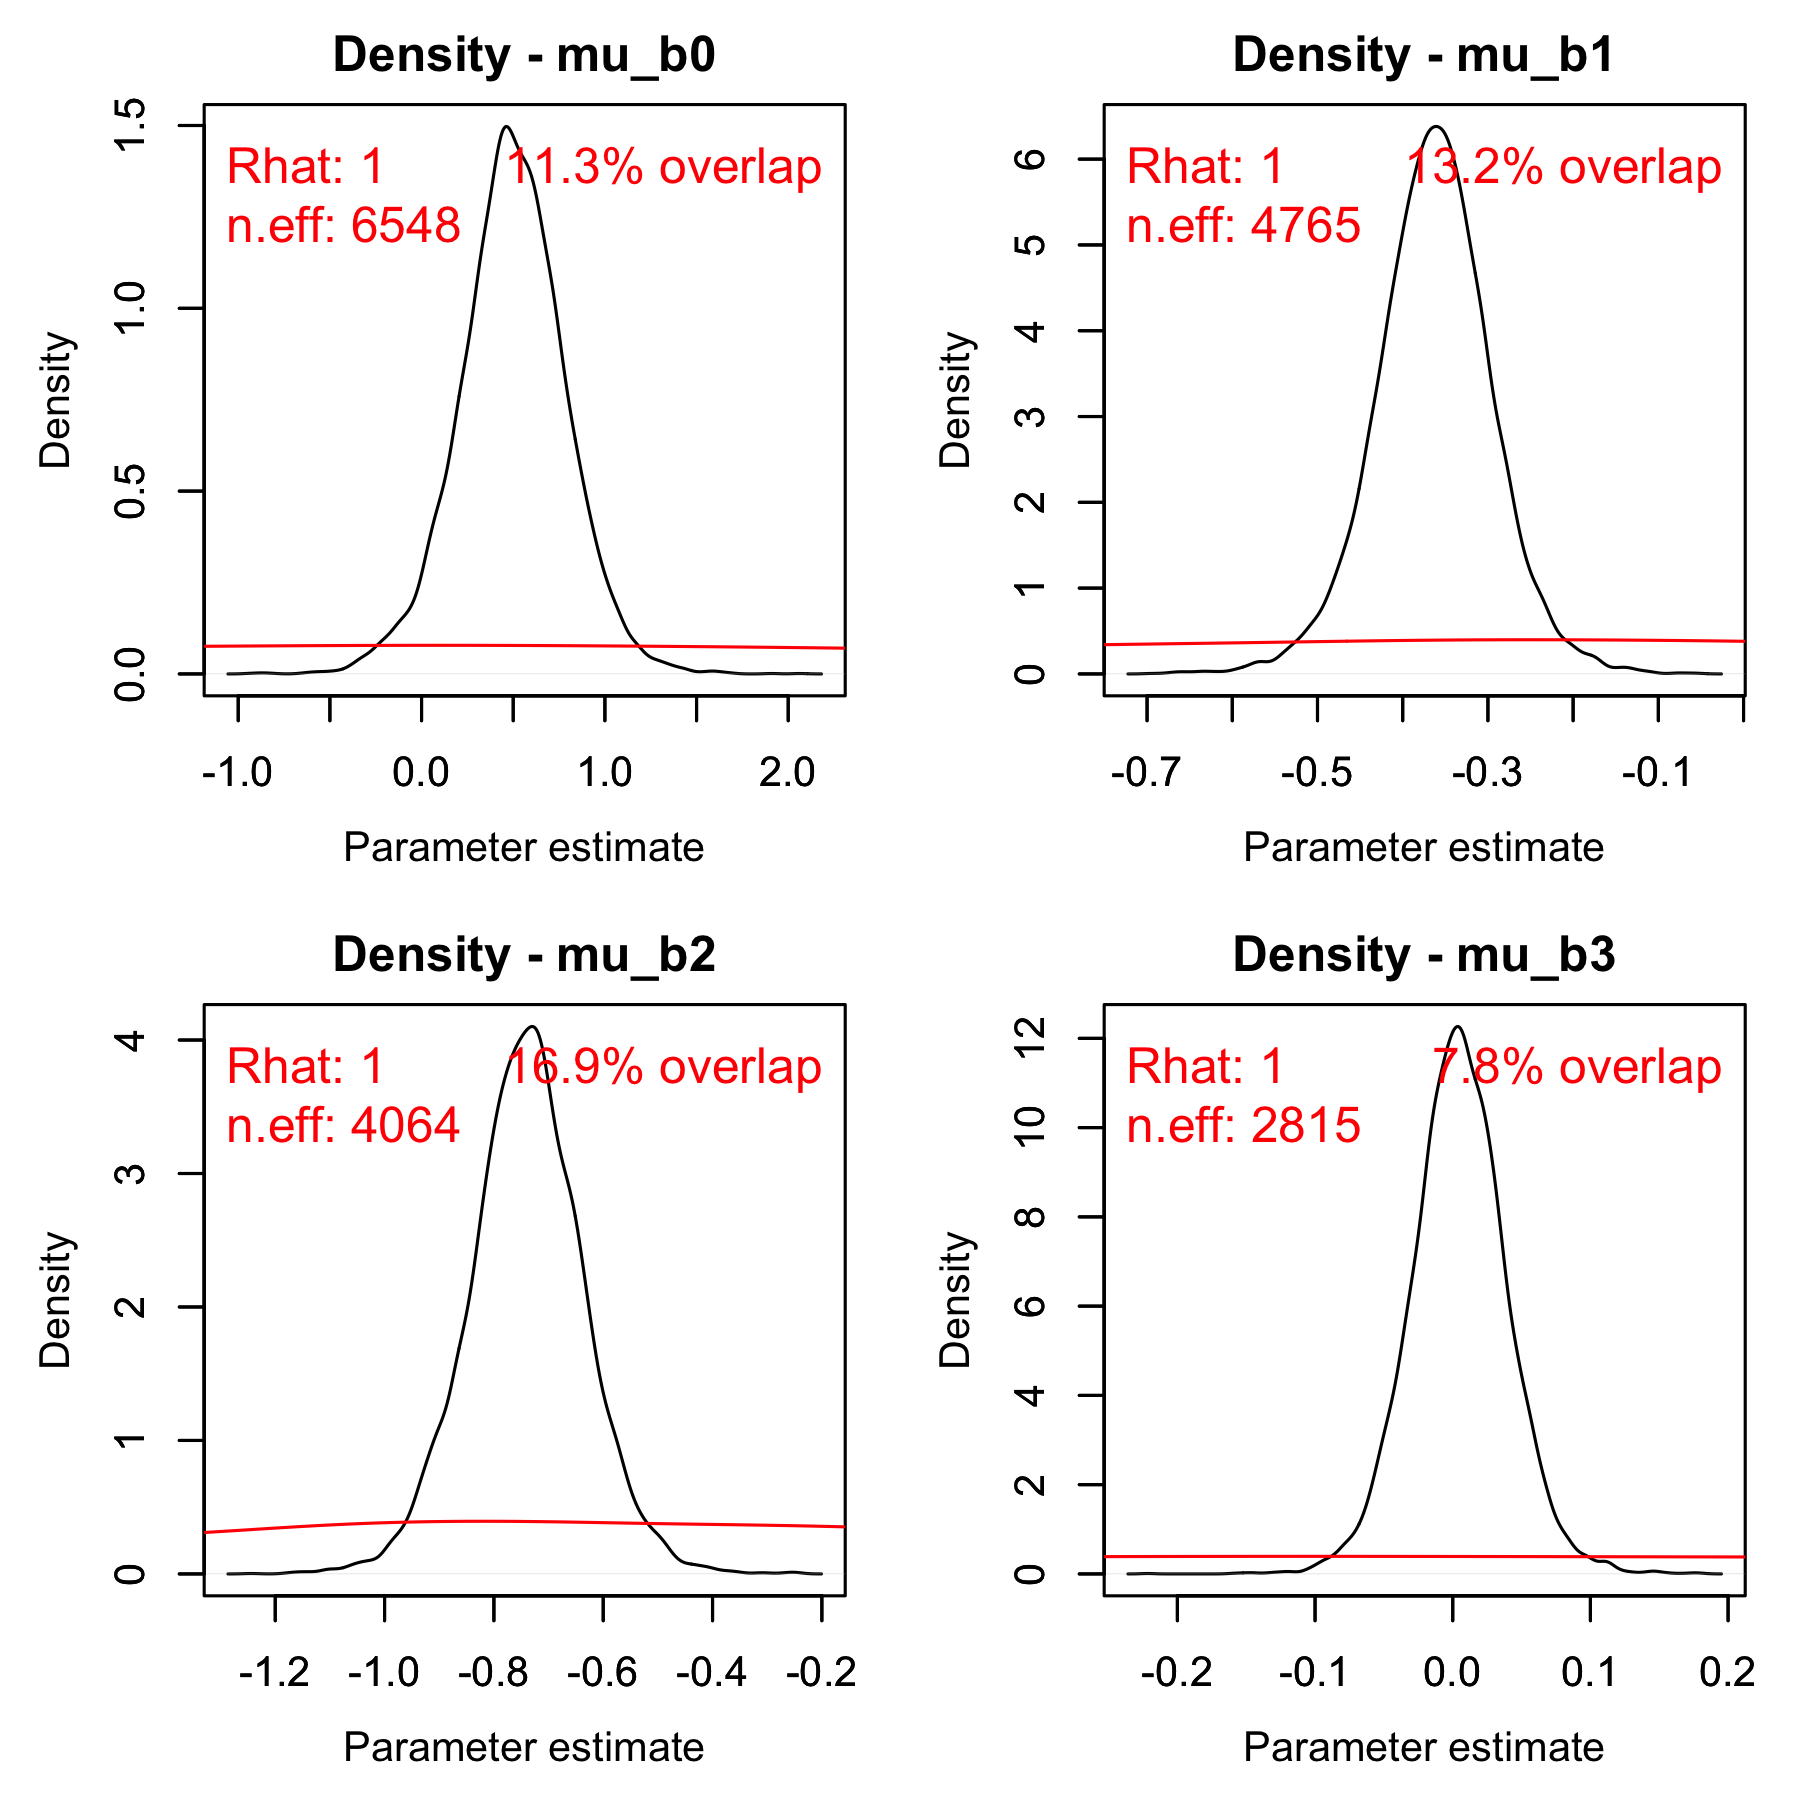 Density - mu_b0
Rhat: 1
11.3% overlap
n.eff: 6548
Density
0.0
0.5
1.0
1.5
-1.0 0.0 1.0 2.0
Parameter estimate
Density - mu_b1
Rhat: 1
13.2% overlap
n.eff: 4765
Density
0
1
2
3
4
5
6
-0.7 -0.5 -0.3 -0.1
Parameter estimate
Density - mu_b2
Rhat: 1
16.9% overlap
n.eff: 4064
Density
0
1
2
3
4
-1.2 -1.0 -0.8 -0.6 -0.4 -0.2
Parameter estimate
Density - mu_b3
Rhat: 1
7.8% overlap
n.eff: 2815
Density
0
2
4
6
8
10
12
-0.2 -0.1 0.0 0.1 0.2
Parameter estimate